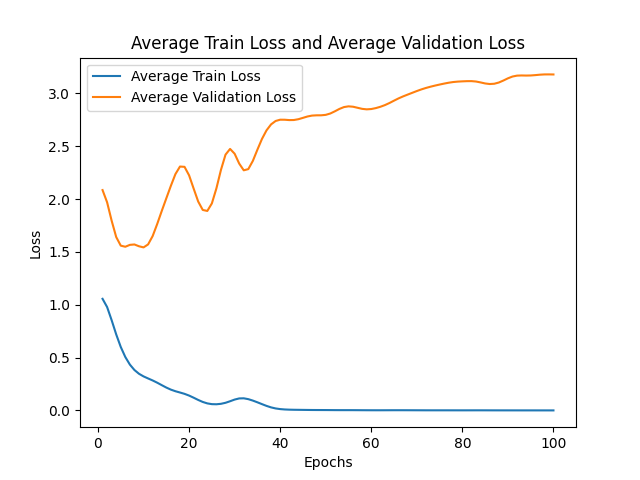 Average Train Loss and Average Validation Loss
Average Train Loss
Average Validation Loss
3.0
2.5
2.0
1.5
1.0
0.5
0.0
Loss
0 20 40 60 80 100
Epochs